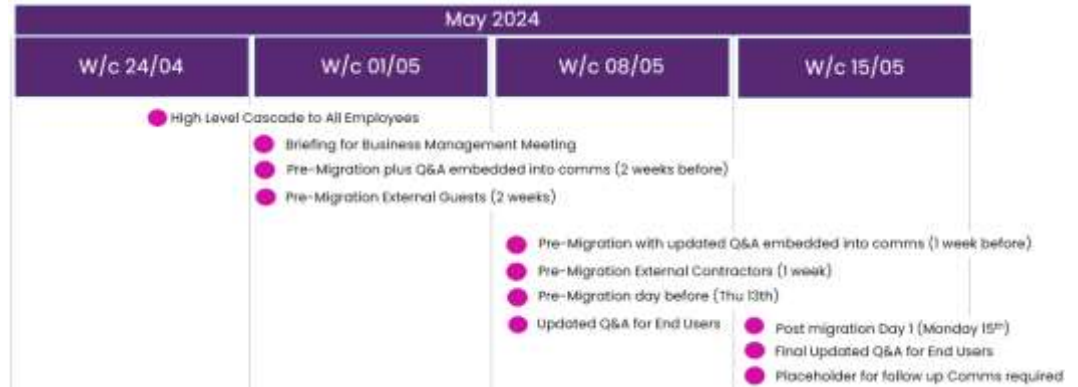 May 2024
W/c 24/04
W/c 01/05
W/c 08/05
W/c 15/05
High Level Cascade to All Employees
Briefing for Business Management Meeting
Pre-Migration plus Q&A embedded into comms (2 weeks before)
Pre-Migration External Guests (2 weeks)
Pre-Migration with updated Q&A embedded into comms (1 week before)
Pre-Migration External Contractors (1 week)
Pre-Migration day before (Thu 13th)
Updated Q&A for End Users
Post migration Day 1 (Monday 15th)
Final Updated Q&A for End Users
Placeholder for follow up Comms required